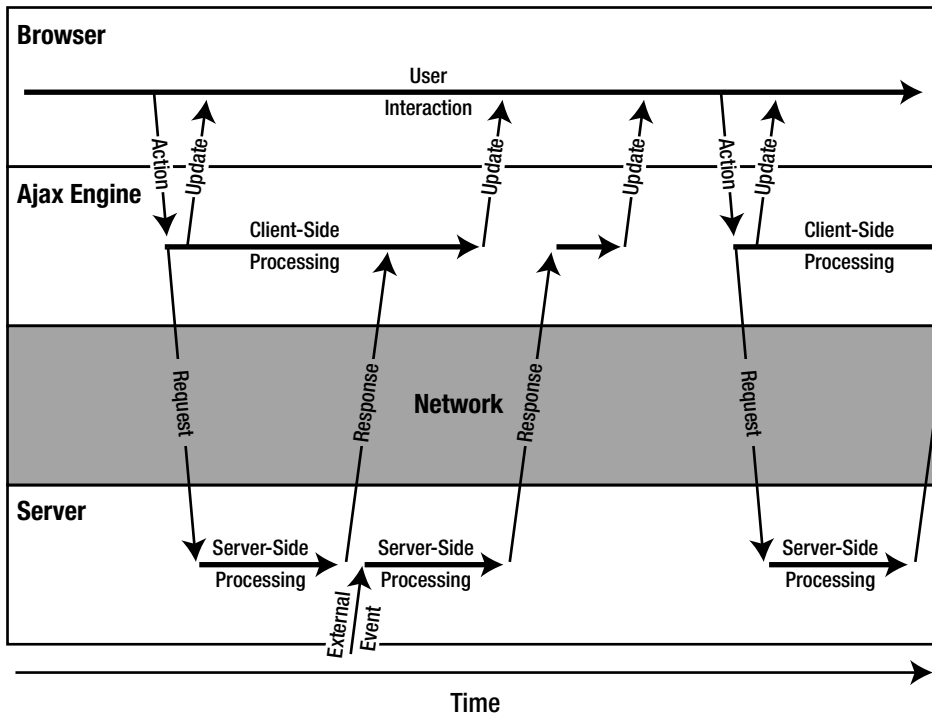 Browser
User
Interaction
Action
Update
Update
Update
Action
Update
Ajax Engine
Client-Side
Processing
Client-Side
Processing
Request
Response
Network
Response
Request
Server
Server-Side
Processing
Server-Side
Processing
Server-Side
Processing
External
Event
Time